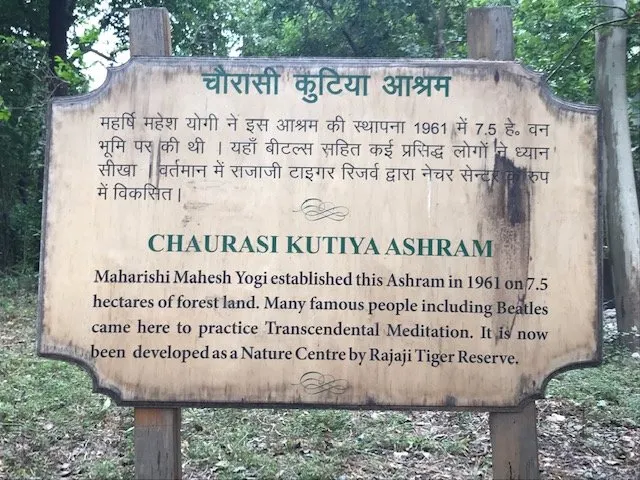 चौरासी कुटिया आश्रम
महर्षि महेश योगी ने इस आश्रम की स्थापना 1961 में 7.5 हे० वन
भूमि पर की थी । यहाँ बीटल्स सहित कई प्रसिद्ध लोगों ने ध्यान
सीखा । वर्तमान में राजाजी टाइगर रिजर्व द्वारा नेचर सेन्टर के रुप
में विकसित।
CHAURASI KUTIYA ASHRAM
Maharishi Mahesh Yogi established this Ashram in 1961 on 7.5
hectares of forest land. Many famous people including Beatles
came here to practice Transcendental Meditation. It is now
been developed as a Nature Centre by Rajaji Tiger Reserve.